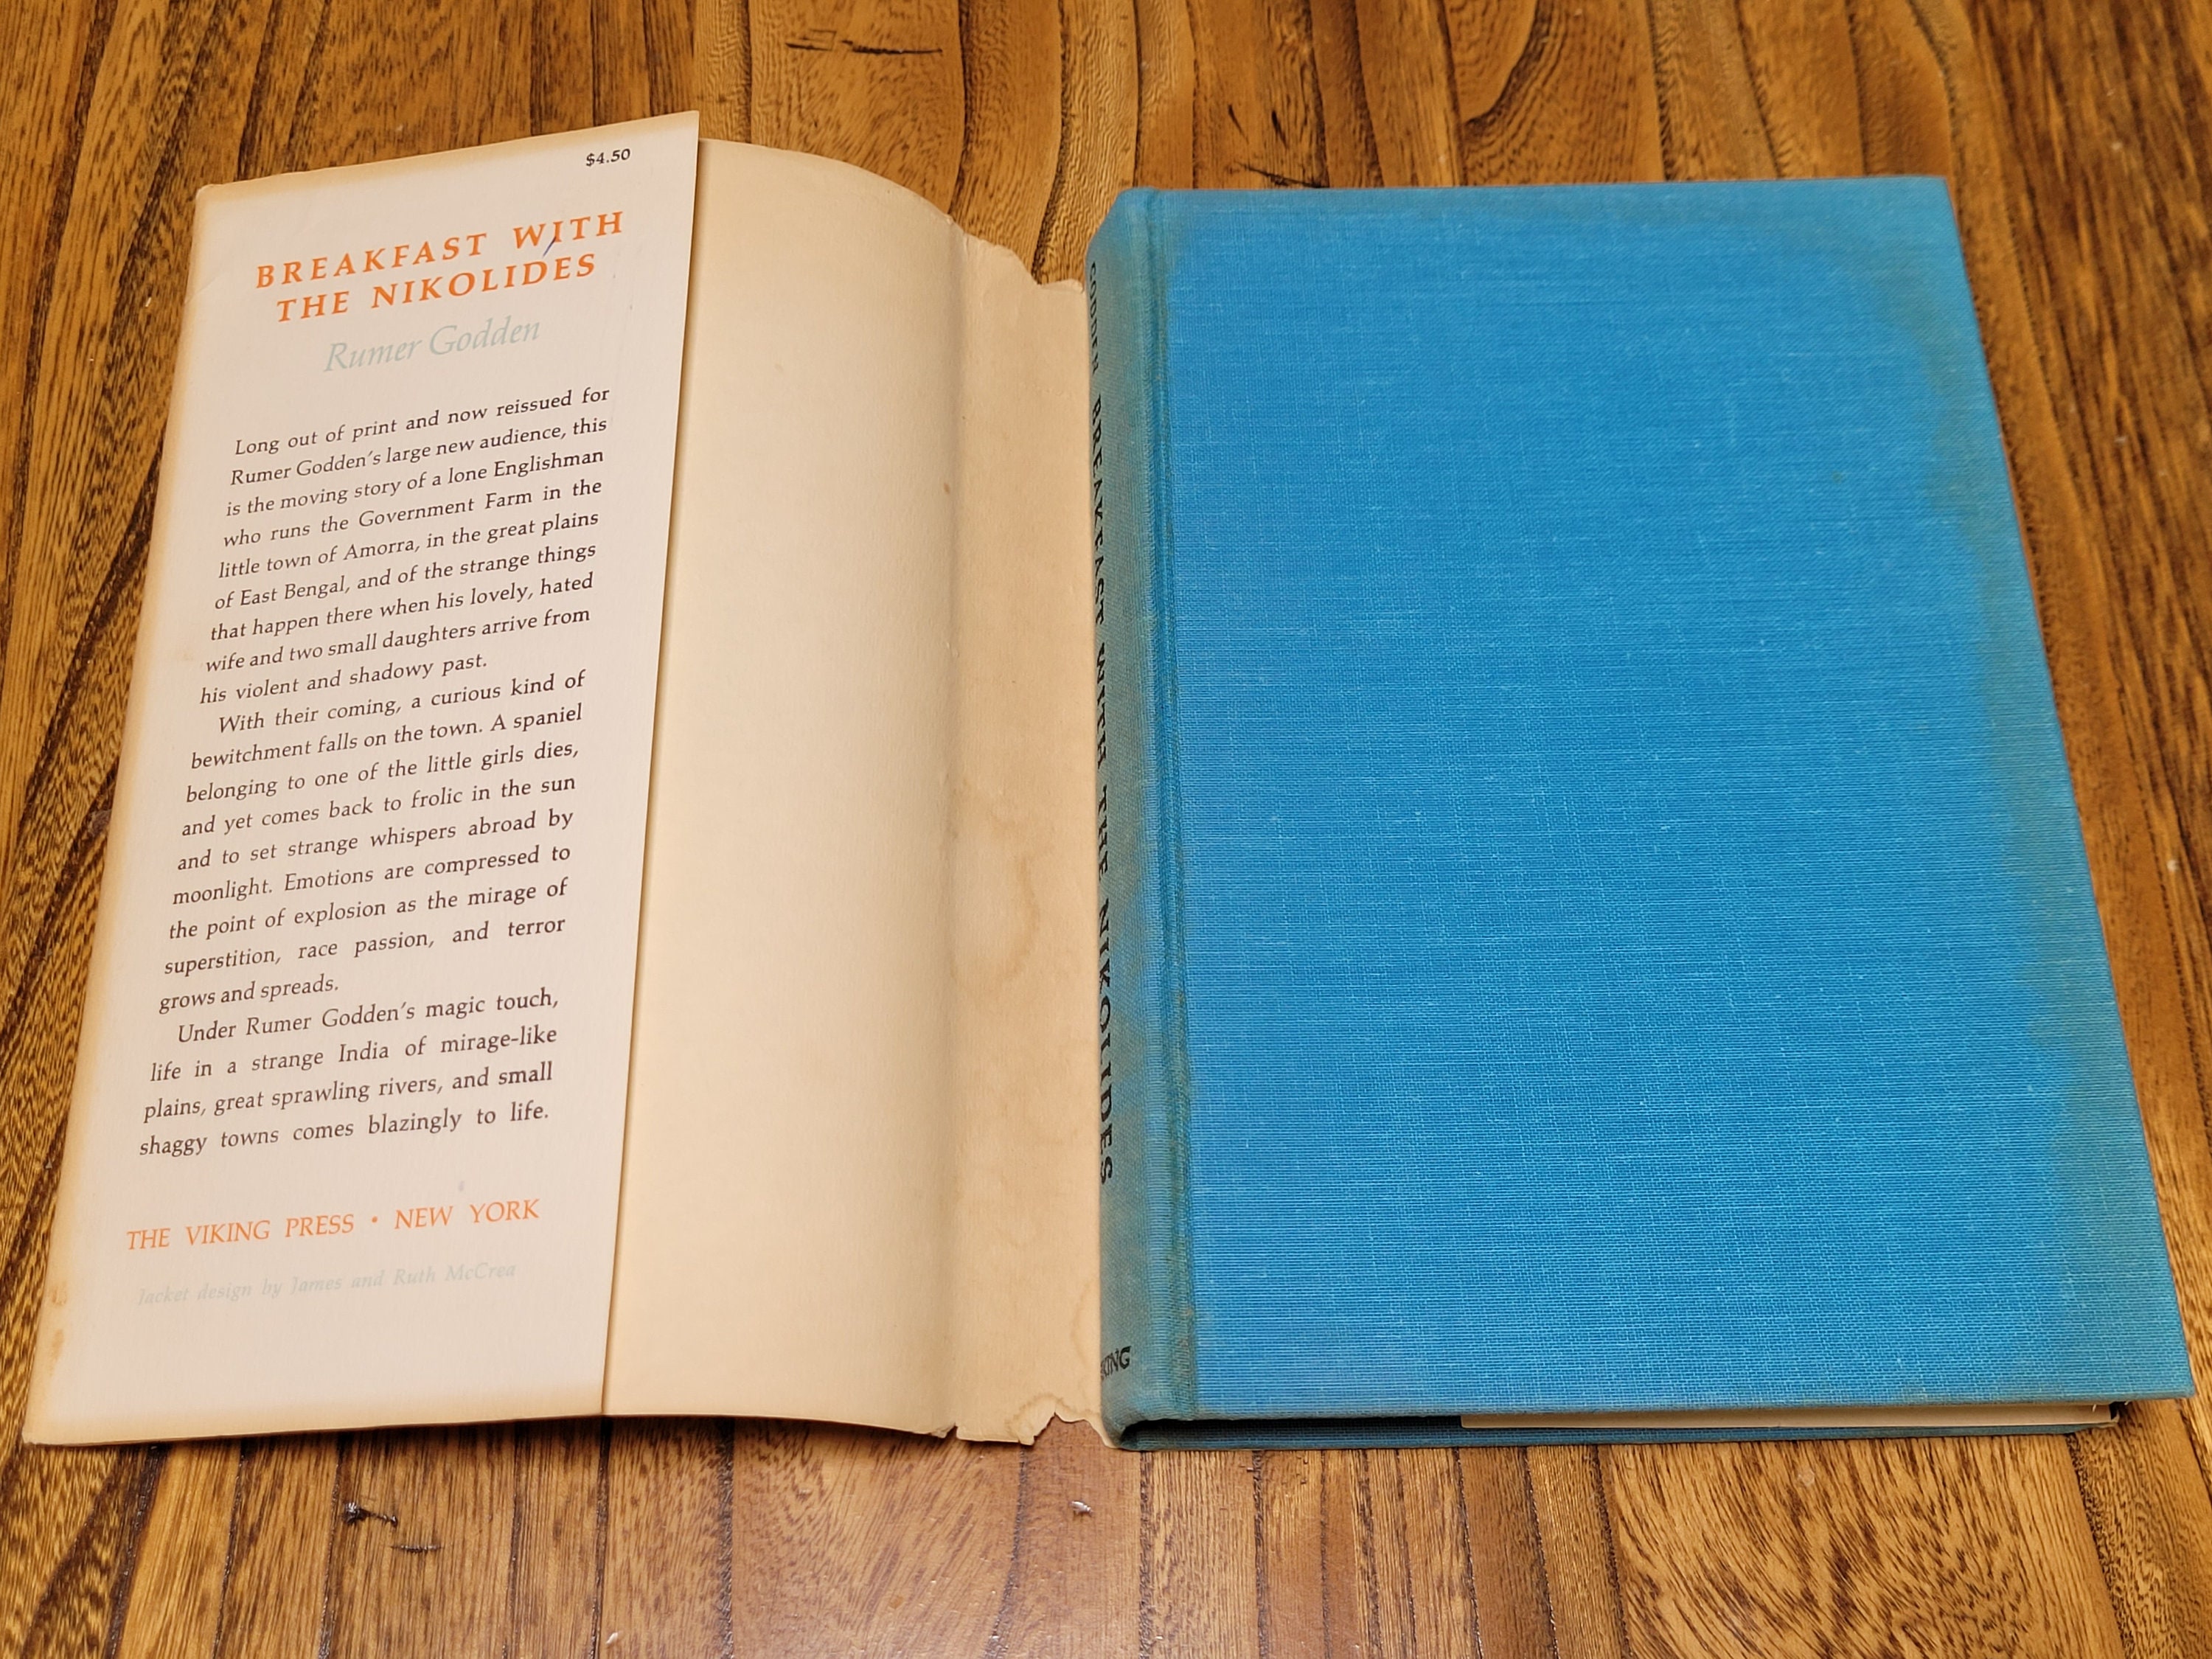 $4.50
BREAKFAST WITH
THE NIKOLIDES
Rumer Godden
Long out of print and now reissued for
Rumer Godden's large new audience, this
is the moving story of a lone Englishman
who runs the Government Farm in the
little town of Amorra, in the great plains
of East Bengal, and of the strange things
that happen there when his lovely, hated
wife and two small daughters arrive from
his violent and shadowy past.
With their coming, a curious kind of
bewitchment falls on the town. A spaniel
belonging to one of the little girls dies,
and yet comes back to frolic in the sun
and to set strange whispers abroad by
moonlight. Emotions are compressed to
the point of explosion as the mirage of
superstition, race passion, and terror
grows and spreads.
Under Rumer Godden's magic touch,
life in a strange India of mirage-like
plains, great sprawling rivers, and small
shaggy towns comes blazingly to life.
THE VIKING PRESS • NEW YORK
Jacket design by James and Ruth McCrea
GODDEN BREAKFAST WITH THE NIKOLIDES